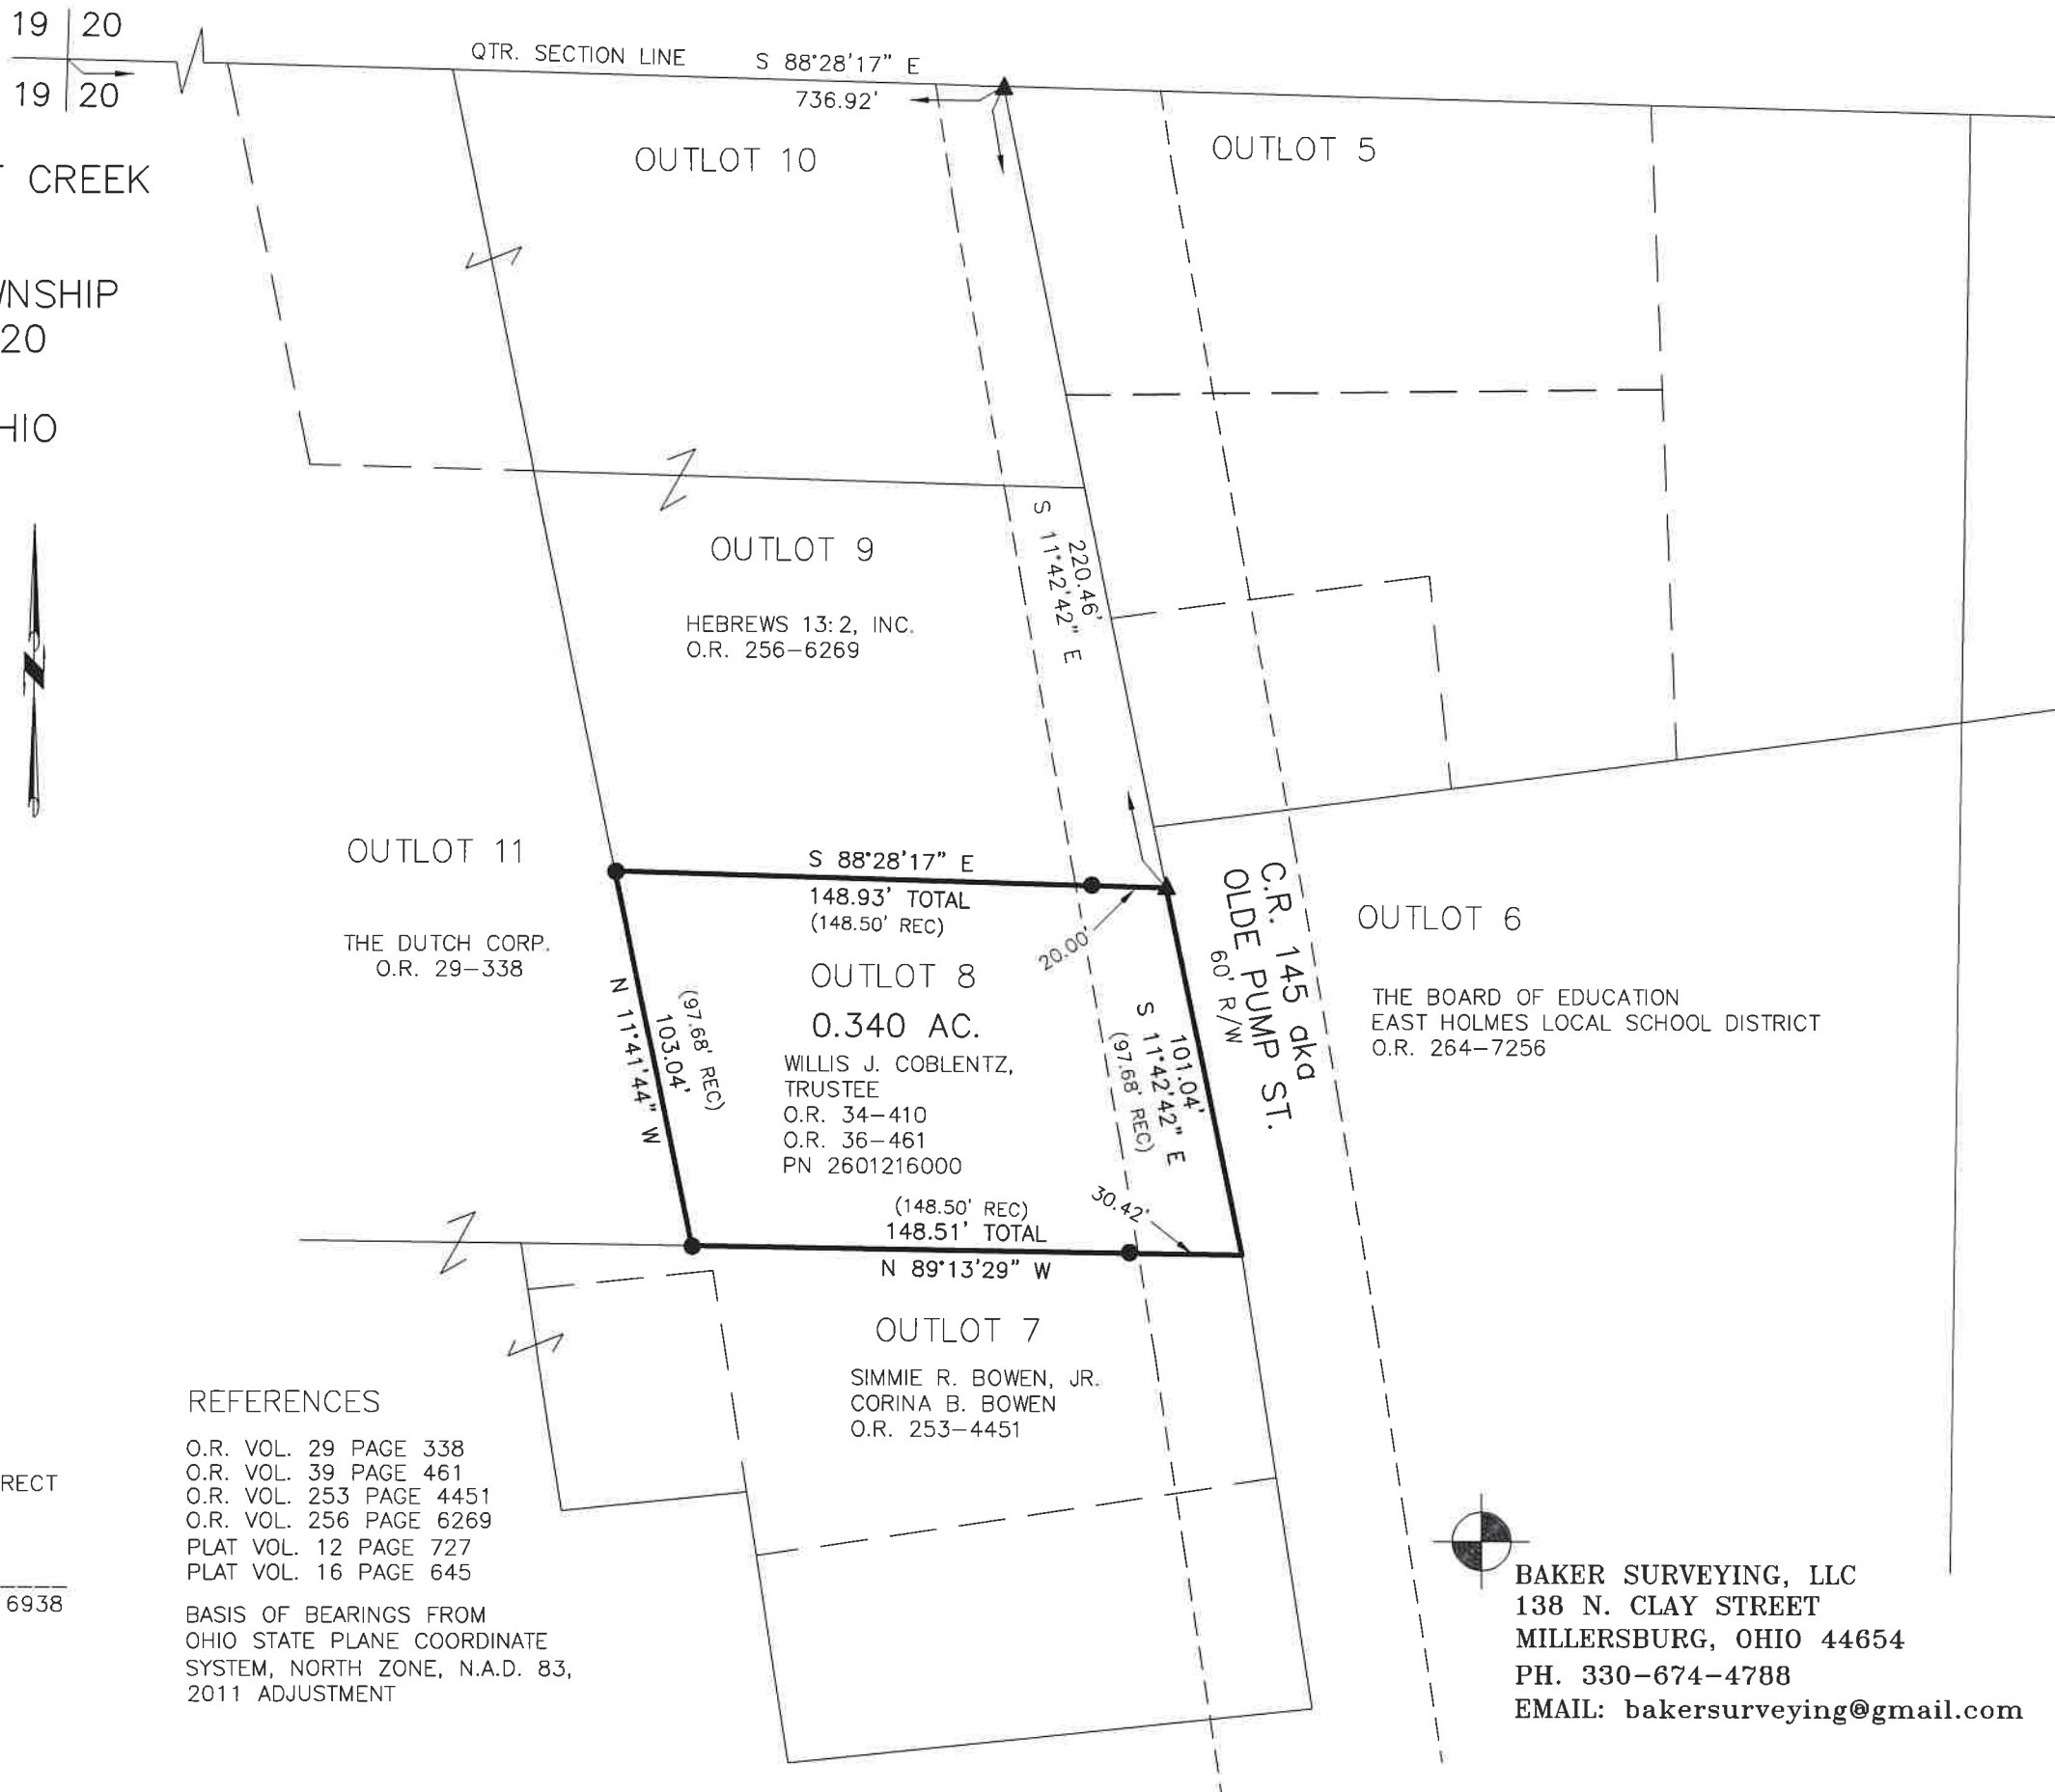 19 | 20
19 | 20
QTR. SECTION LINE
S 88°28'17" E
736.92'
CREEK
OUTLOT 10
OUTLOT 5
20
OUTLOT 9
HEBREWS 13:2, INC.
O.R. 256-6269
220.46'
S 11°42'42" E
N
OUTLOT 11
THE DUTCH CORP.
O.R. 29-338
S 88°28'17" E
148.93' TOTAL
(148.50' REC)
20.00'
OUTLOT 8
0.340 AC.
WILLIS J. COBLENTZ,
TRUSTEE
O.R. 34-410
O.R. 36-461
PN 2601216000
(97.68' REC)
103.04'
N 11°41'44" W
101.04'
S 11°42'42" E
(97.68' REC)
C.R. 145 aka
OLDE PUMP ST.
60' R/W
OUTLOT 6
THE BOARD OF EDUCATION
EAST HOLMES LOCAL SCHOOL DISTRICT
O.R. 264-7256
(148.50' REC)
148.51' TOTAL
N 89°13'29" W
30.42'
OUTLOT 7
SIMMIE R. BOWEN, JR.
CORINA B. BOWEN
O.R. 253-4451
RECT
6938
REFERENCES
O.R. VOL. 29 PAGE 338
O.R. VOL. 39 PAGE 461
O.R. VOL. 253 PAGE 4451
O.R. VOL. 256 PAGE 6269
PLAT VOL. 12 PAGE 727
PLAT VOL. 16 PAGE 645
BASIS OF BEARINGS FROM
OHIO STATE PLANE COORDINATE
SYSTEM, NORTH ZONE, N.A.D. 83,
2011 ADJUSTMENT
BAKER SURVEYING, LLC
138 N. CLAY STREET
MILLERSBURG, OHIO 44654
PH. 330-674-4788
EMAIL: bakersurveying@gmail.com